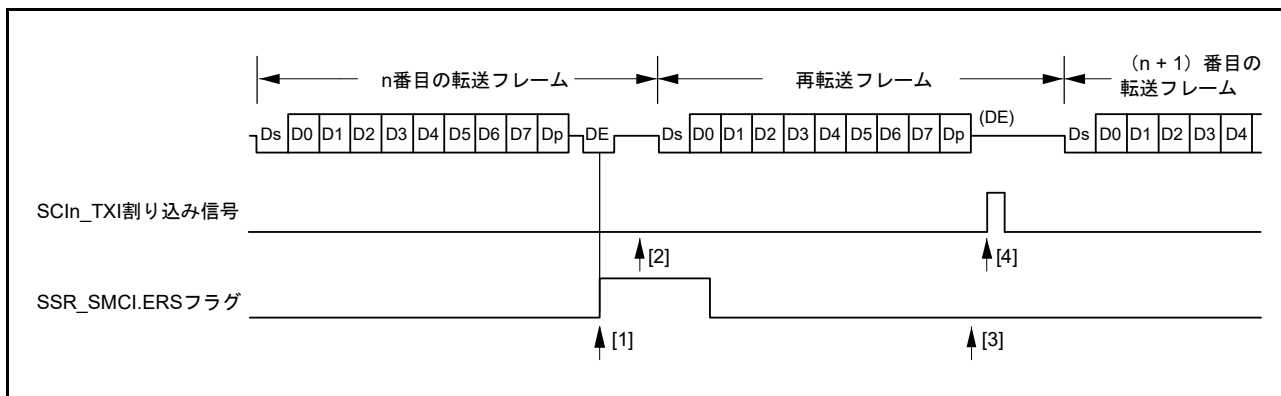 n番目の転送フレーム
再転送フレーム
（n + 1）番目の
転送フレーム
Ds D0 D1 D2 D3 D4 D5 D6 D7 Dp DE Ds D0 D1 D2 D3 D4 D5 D6 D7 Dp (DE) Ds D0 D1 D2 D3 D4
SCIn_TXI割り込み信号
[2]
[4]
SSR_SMCI.ERSフラグ
[1]
[3]